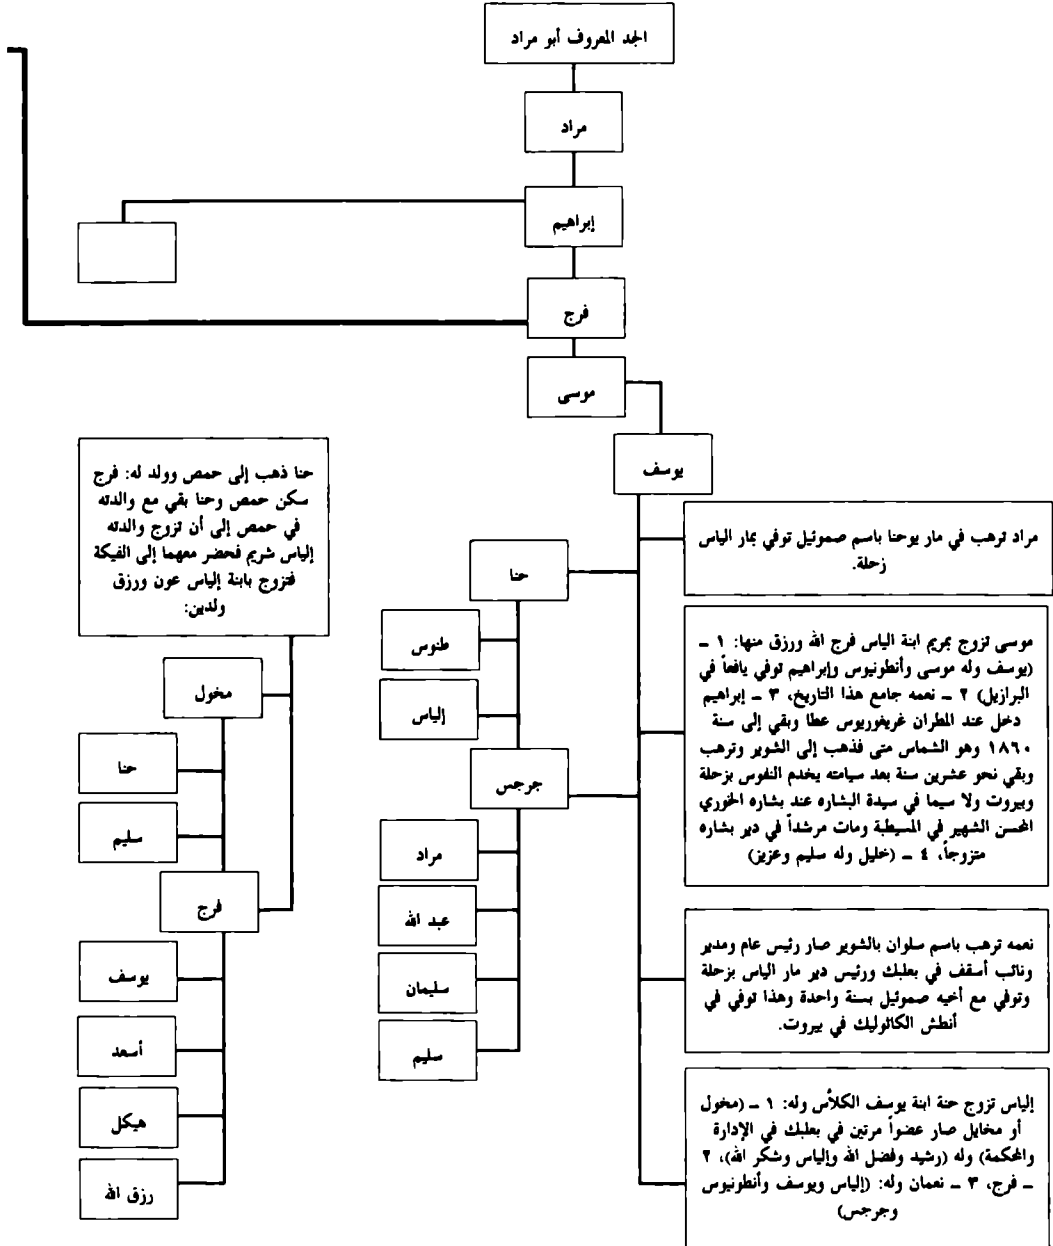 الجد المعروف أبو مراد
مراد
إبراهيم
فرج
موسى
يوسف
مراد ترهب في مار يوحنا باسم صموئيل توفي بمار الياس
زحلة.
موسى تزوج بمريم ابنة الياس فرج الله ورزق منها: ١ ـ
(يوسف وله موسى وأنطونيوس وإبراهيم توفي يافعاً في
البرازيل) ٢ ـ نعمه جامع هذا التاريخ، ٣ ـ إبراهيم
دخل عند المطران غريغوريوس عطا وبقي إلى سنة
١٨٦٠ وهو الشماس متى فذهب إلى الشوير وترهب
وبقي نحو عشرين سنة بعد سيامته يخدم النفوس بزحلة
وبيروت ولا سيما في سيدة البشاره عند بشاره الخوري
المحسن الشهير في المسيطبة ومات مرشداً في دير بشاره
متزوجاً، ٤ ـ (خليل وله سليم وعزيز)
نعمه ترهب باسم سلوان بالشوير صار رئيس عام ومدير
ونائب أسقف في بعلبك ورئيس دير مار الياس بزحلة
وتوفي مع أخيه صموئيل بسنة واحدة وهذا توفي في
أنطش الكاثوليك في بيروت.
إلياس تزوج حنة ابنة يوسف الكلأس وله: ١ ـ (مخول
أو مخايل صار عضواً مرتين في بعلبك في الإدارة
والمحكمة) وله (رشيد وفضل الله وإلياس وشكر الله)، ٢
ـ فرج، ٣ ـ نعمان وله: (إلياس ويوسف وأنطونيوس
وجرجس)
حنا
طنوس
إلياس
جرجس
مراد
عبد الله
سليمان
سليم
حنا ذهب إلى حمص وولد له: فرج
سكن حمص وحنا بقي مع والدته
في حمص إلى أن تزوج والدته
إلياس شريم فحضر معهما إلى الفيكة
فتزوج بابنة إلياس عون ورزق
ولدين:
مخول
حنا
سليم
فرج
يوسف
أسعد
هيكل
رزق الله